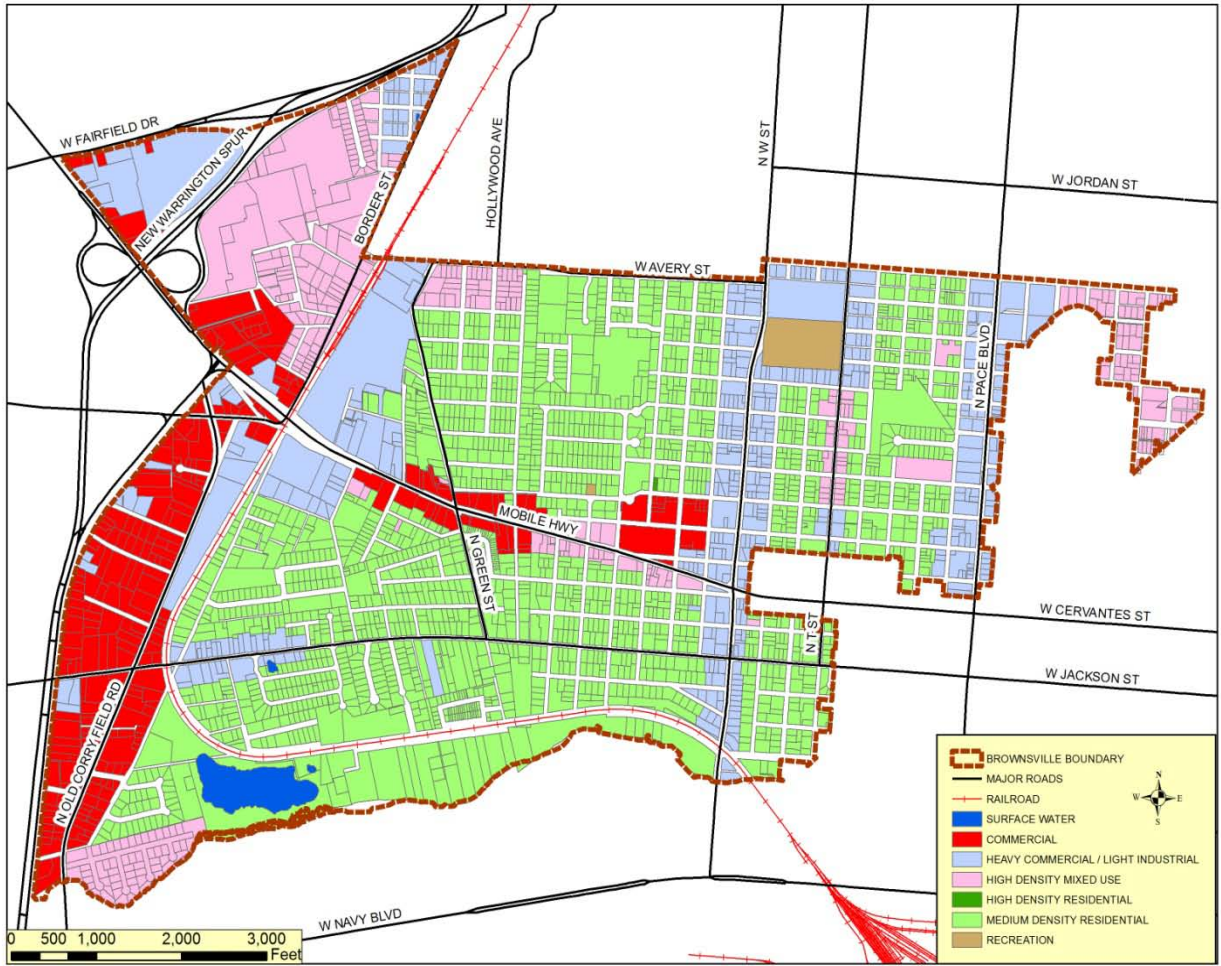 W FAIRFIELD DR
NEW WARRINGTON SPUR
BORDER ST
HOLLYWOOD AVE
N W ST
W JORDAN ST
W AVERY ST
N PACE BLVD
MOBILE HWY
N GREEN ST
N T ST
W CERVANTES ST
W JACKSON ST
N OLD CORRY FIELD RD
W NAVY BLVD
0 500 1,000 2,000 3,000
Feet
BROWNSVILLE BOUNDARY
MAJOR ROADS
RAILROAD
SURFACE WATER
COMMERCIAL
HEAVY COMMERCIAL / LIGHT INDUSTRIAL
HIGH DENSITY MIXED USE
HIGH DENSITY RESIDENTIAL
MEDIUM DENSITY RESIDENTIAL
RECREATION
N
W E
S